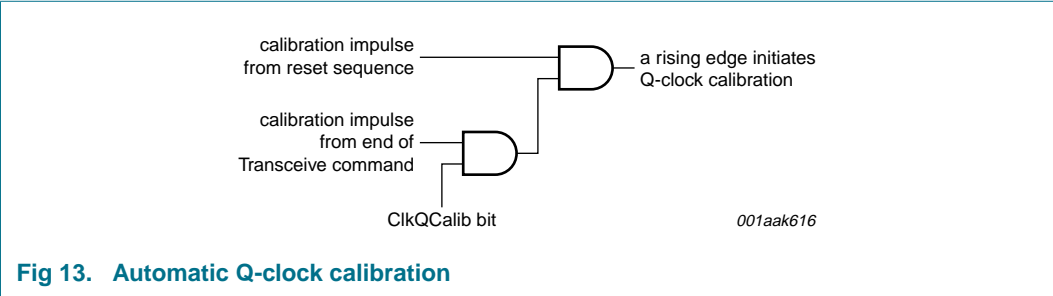 calibration impulse
from reset sequence
a rising edge initiates
Q-clock calibration
calibration impulse
from end of
Transceive command
ClkQCalib bit
001aak616
Fig 13. Automatic Q-clock calibration